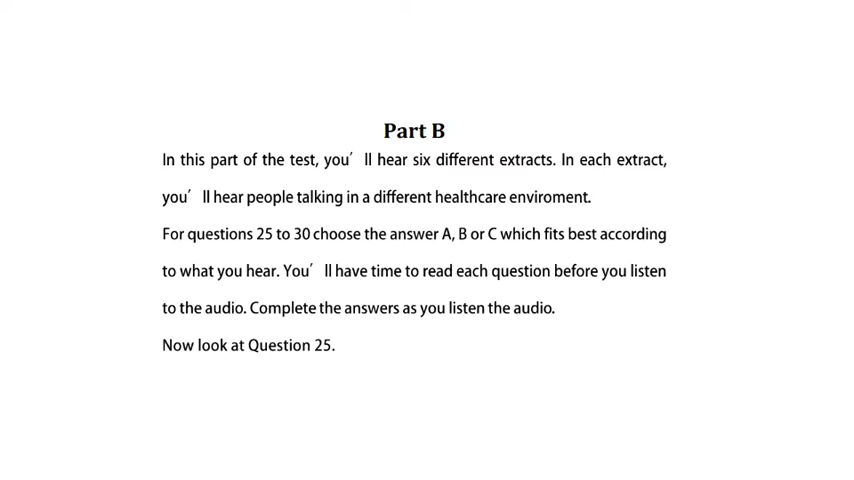 Part B
In this part of the test, you′ ll hear six different extracts. In each extract,
you′ ll hear people talking in a different healthcare enviroment.
For questions 25 to 30 choose the answer A, B or C which fits best according
to what you hear. You′ ll have time to read each question before you listen
to the audio. Complete the answers as you listen the audio.
Now look at Question 25.